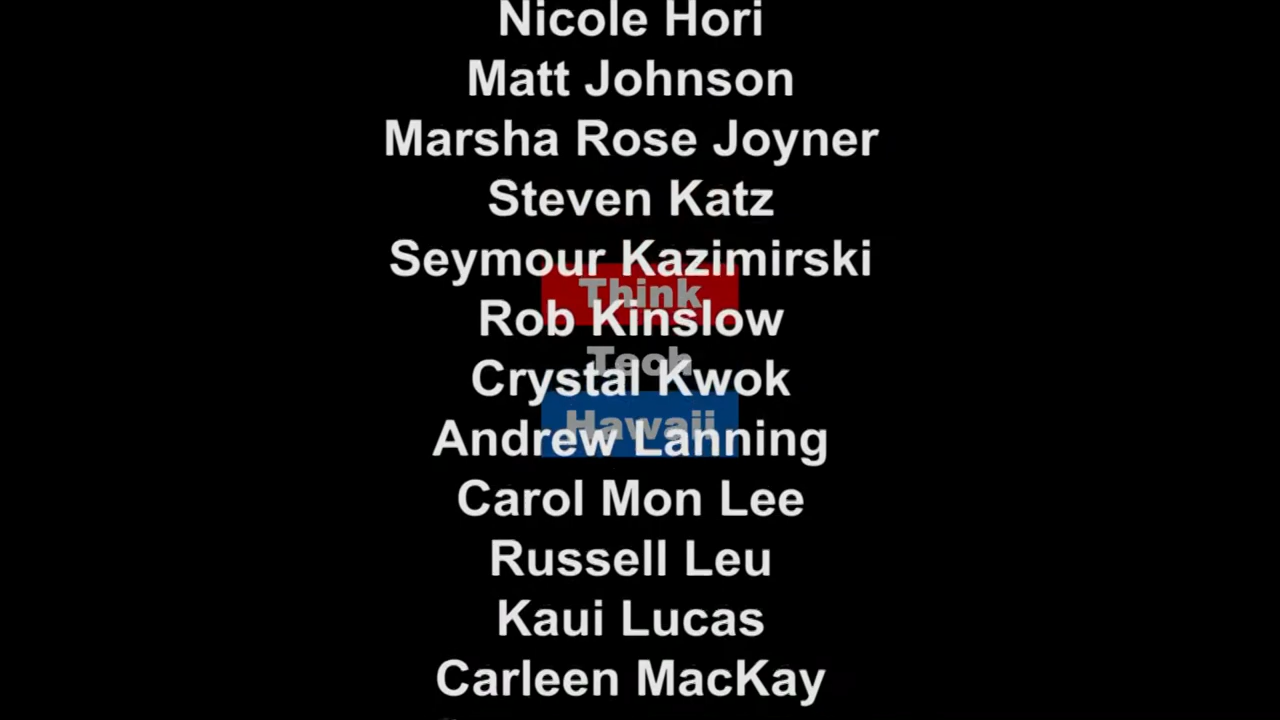 Nicole Hori
Matt Johnson
Marsha Rose Joyner
Steven Katz
Seymour Kazimirski
Think
Rob Kinslow
Tech
Crystal Kwok
Hawaii
Andrew Lanning
Carol Mon Lee
Russell Leu
Kaui Lucas
Carleen MacKay